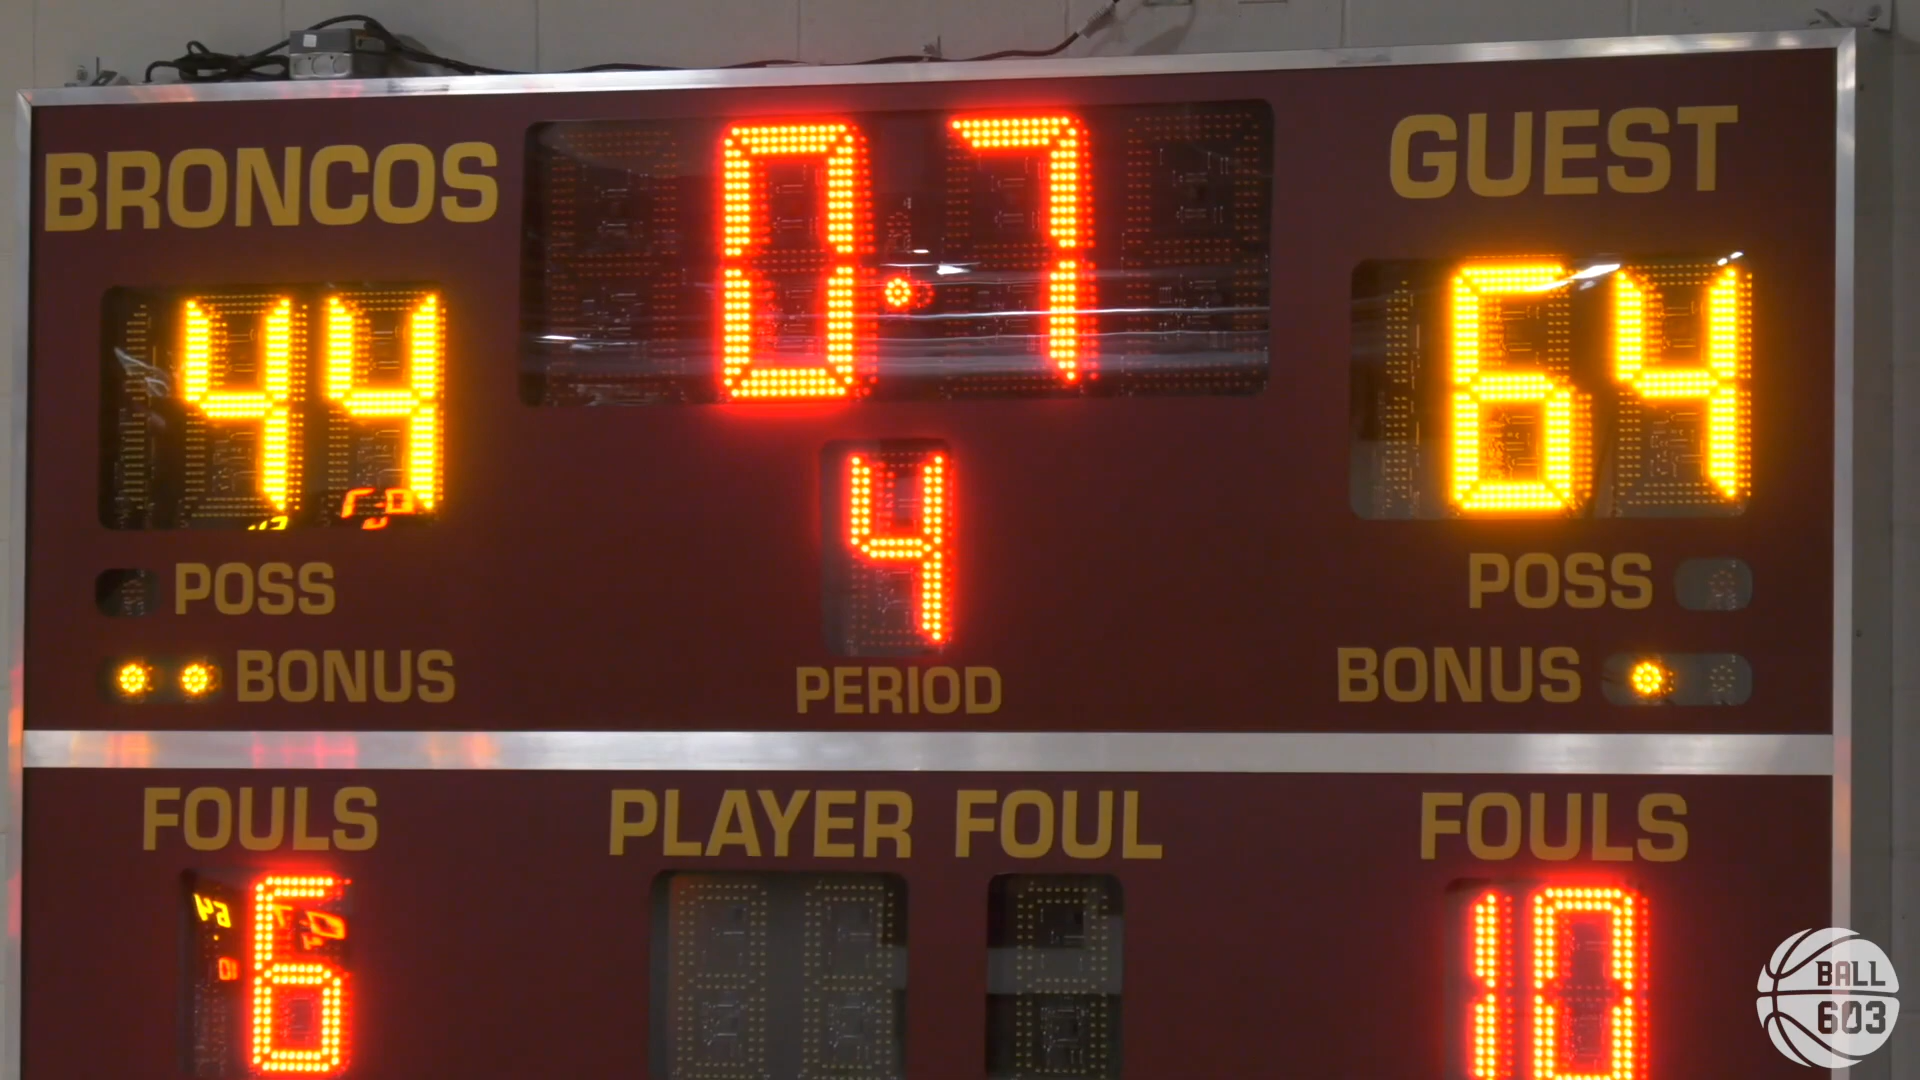 BRONCOS
0.7
GUEST
44
64
4
POSS
POSS
BONUS
BONUS
PERIOD
FOULS
PLAYER FOUL
FOULS
6
10
BALL
603